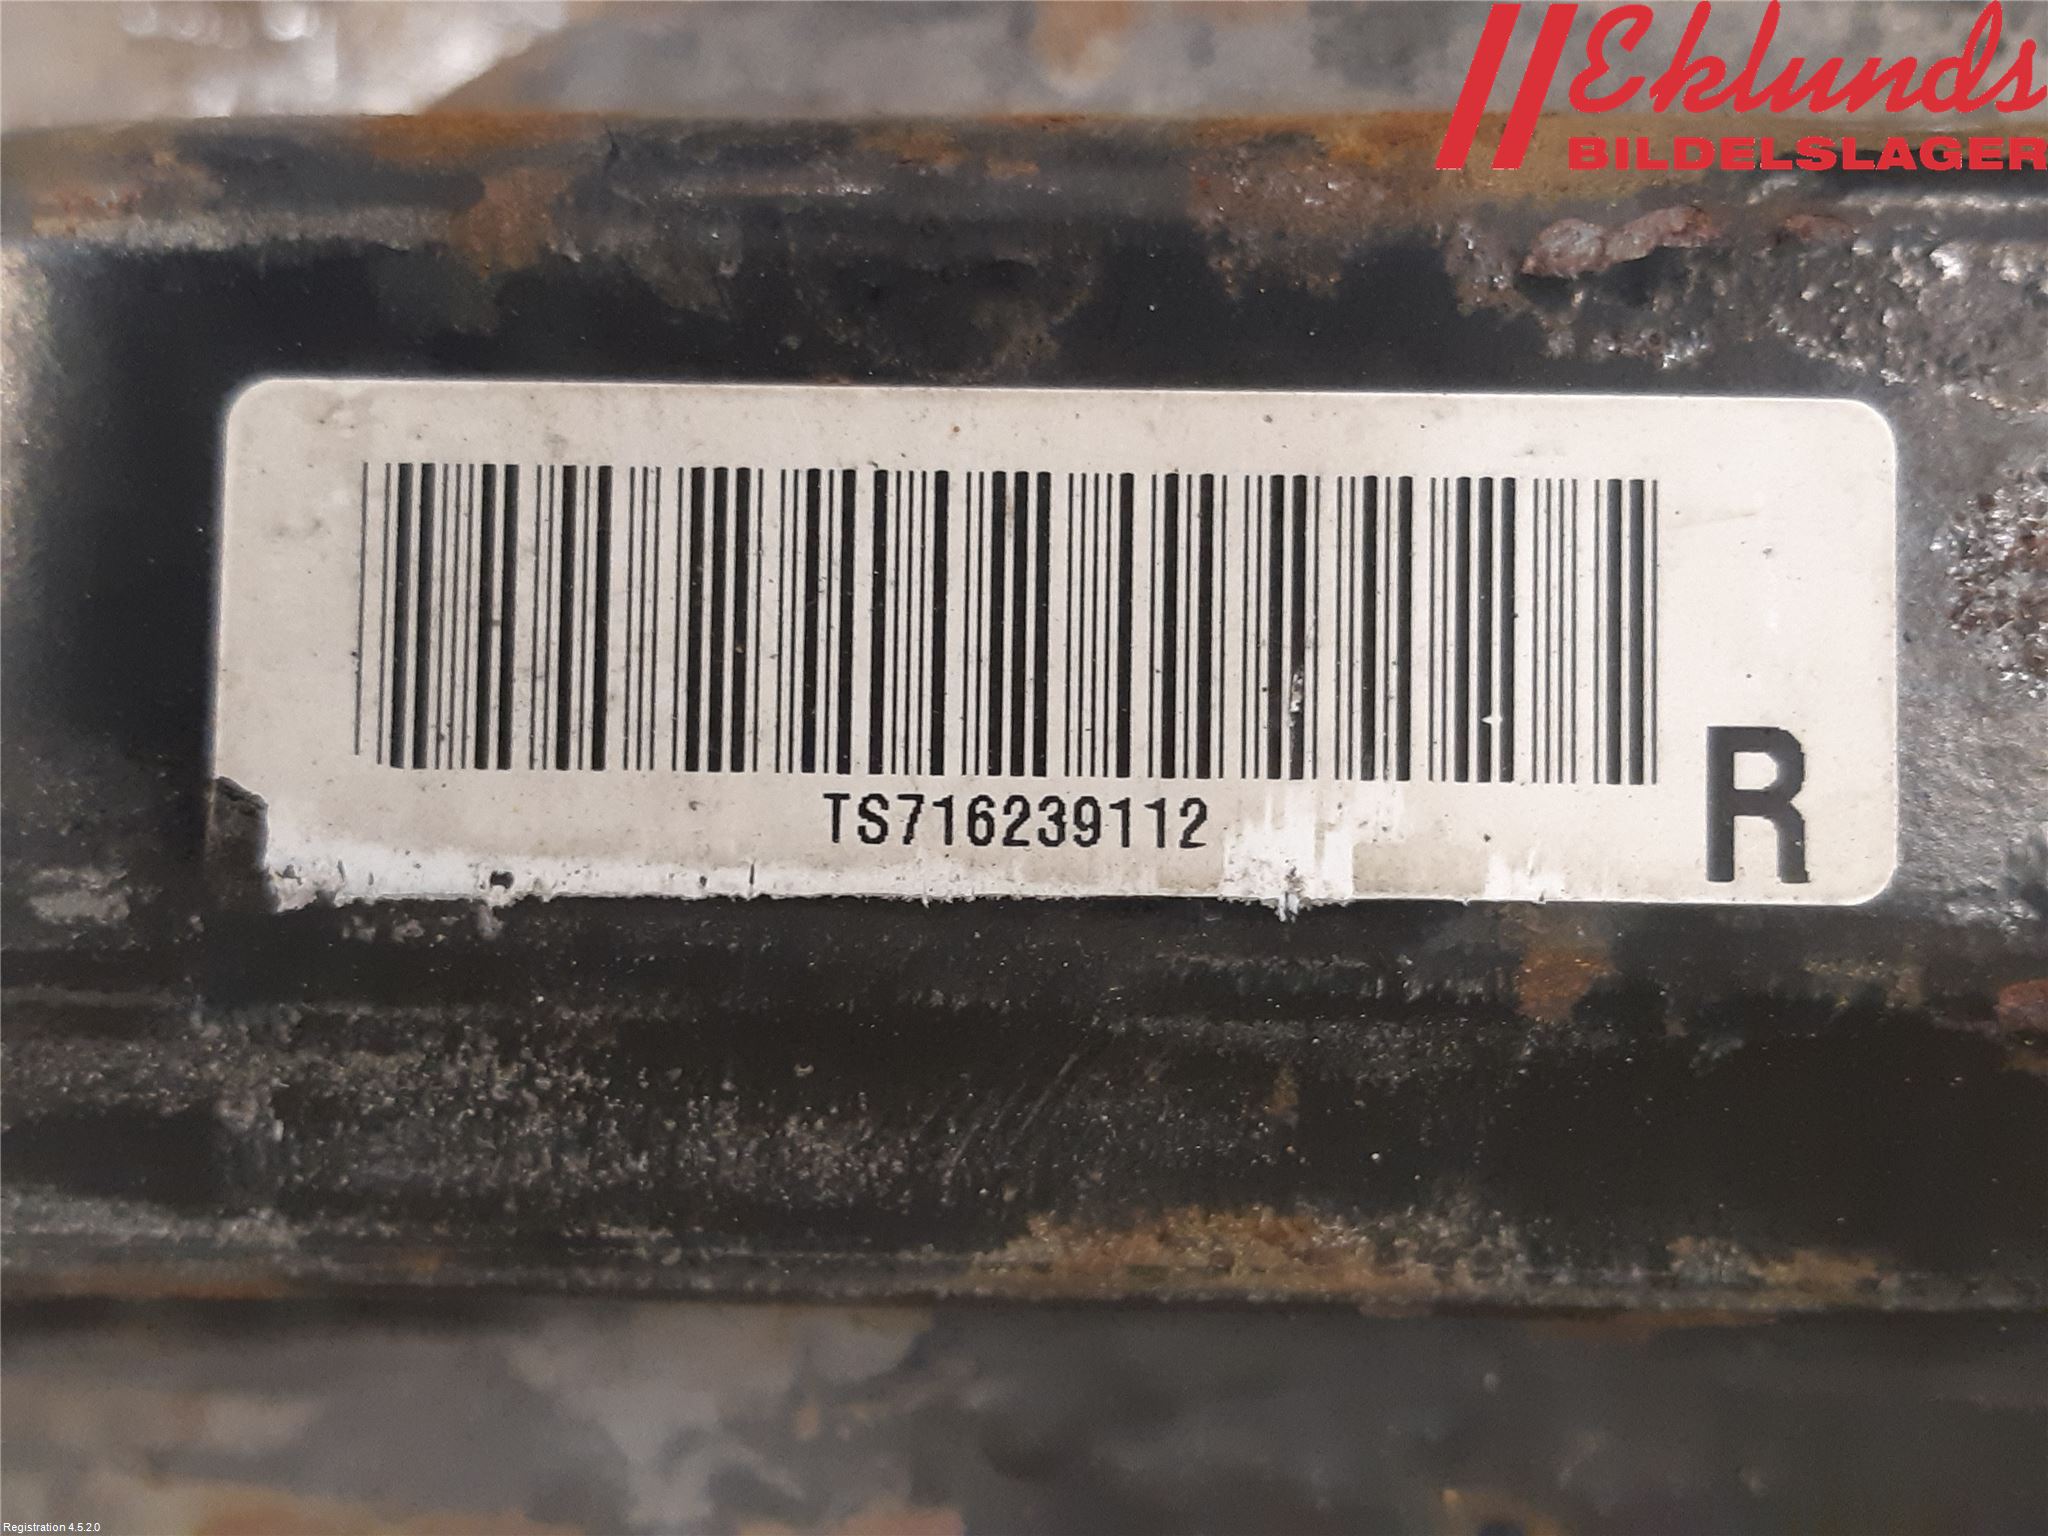 Eklunds
BILDELSLAGER
TS716239112
R
Registration 4.5.2.0